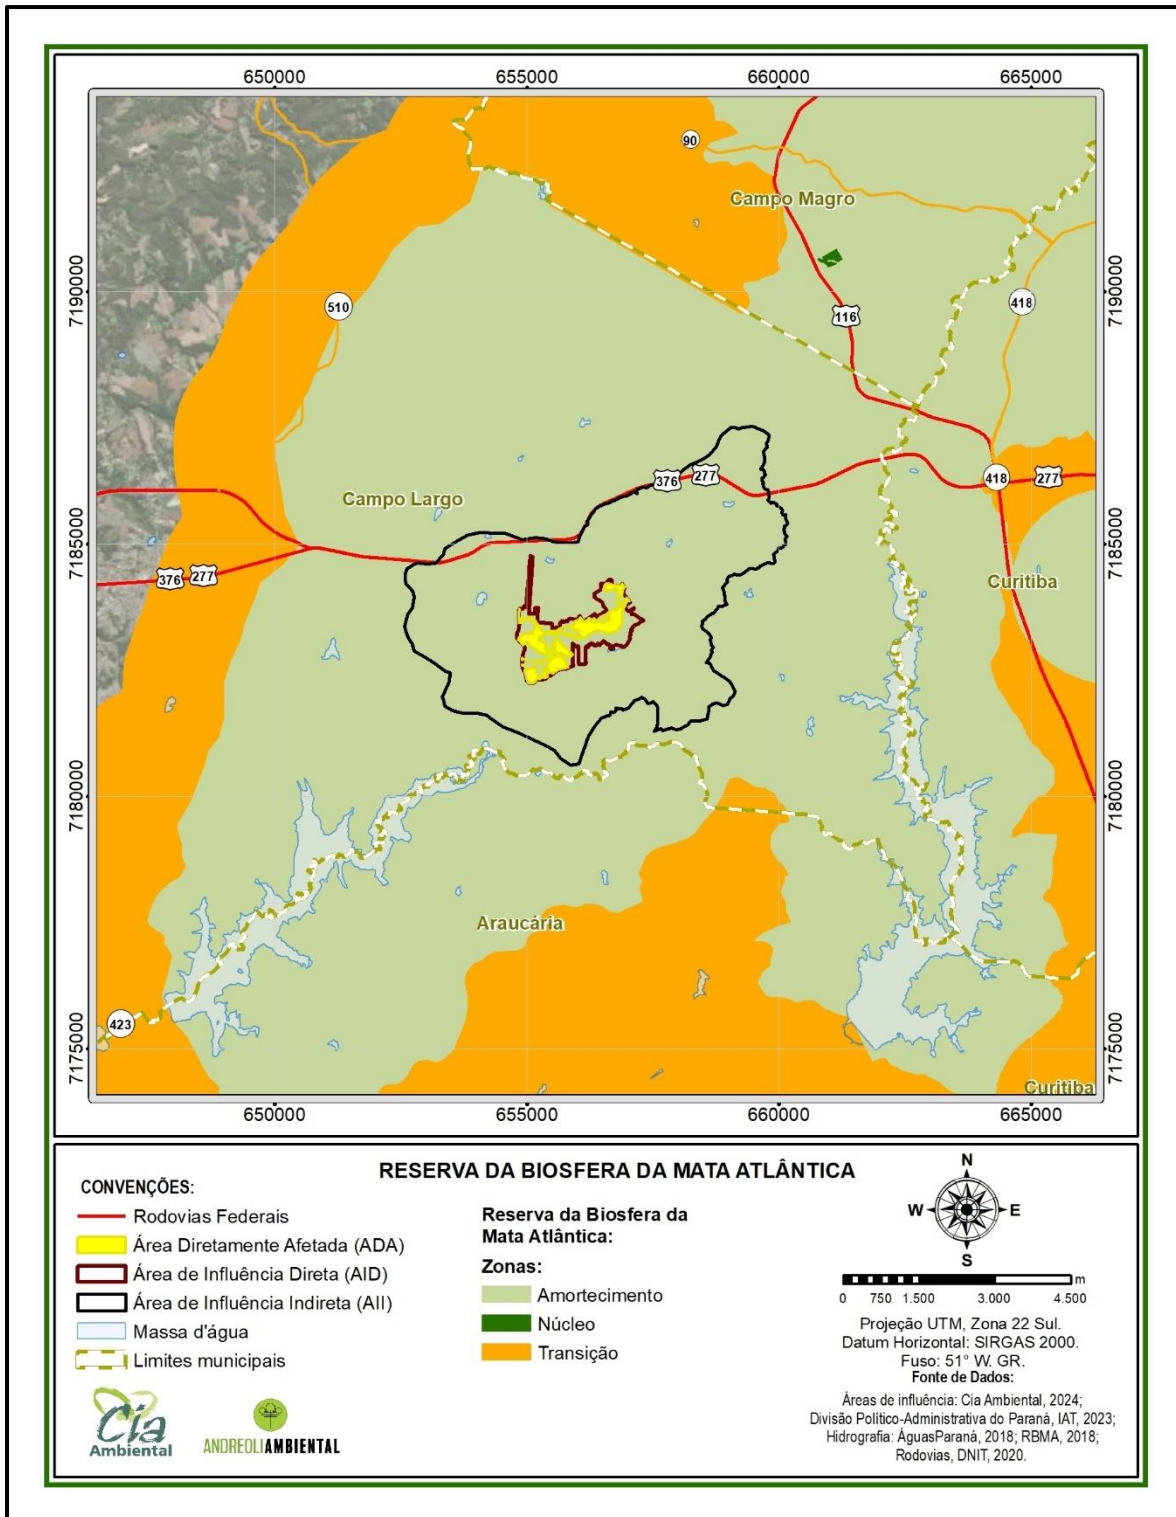 650000 655000 660000 665000
90
Campo Magro
7190000
7190000
510
418
116
376 277
418 277
Campo Largo
7185000
7185000
376 277
Curitiba
7180000
7180000
Araucária
423
7175000
7175000
Curitiba
650000 655000 660000 665000
RESERVA DA BIOSFERA DA MATA ATLÂNTICA
CONVENÇÕES:
Rodovias Federais
Área Diretamente Afetada (ADA)
Área de Influência Direta (AID)
Área de Influência Indireta (AII)
Massa d'água
Limites municipais
Cia
Ambiental
ANDREOLIAMBIENTAL
Reserva da Biosfera da
Mata Atlântica:
Zonas:
Amortecimento
Núcleo
Transição
N
W E
S
m
0 750 1.500 3.000 4.500
Projeção UTM, Zona 22 Sul.
Datum Horizontal: SIRGAS 2000.
Fuso: 51° W. GR.
Fonte de Dados:
Áreas de influência: Cia Ambiental, 2024;
Divisão Político-Administrativa do Paraná, IAT, 2023;
Hidrografia: ÁguasParaná, 2018; RBMA, 2018;
Rodovias, DNIT, 2020.